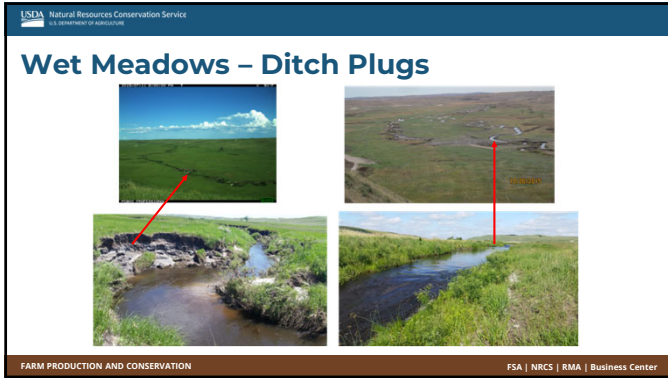 USDA Natural Resources Conservation Service
U.S. DEPARTMENT OF AGRICULTURE
Wet Meadows – Ditch Plugs
FARM PRODUCTION AND CONSERVATION
FSA | NRCS | RMA | Business Center